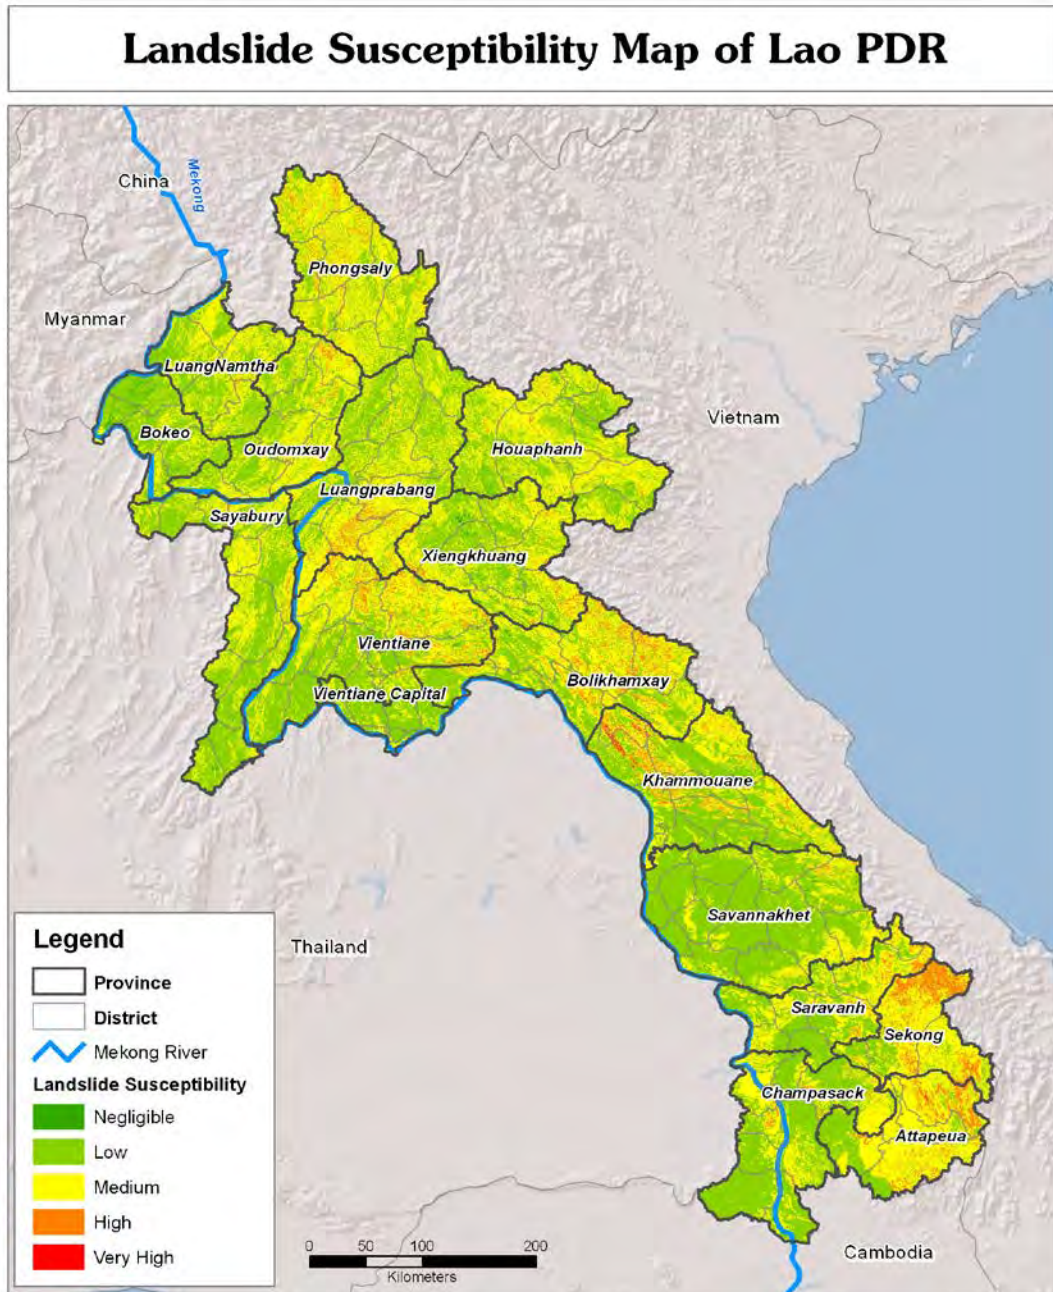 Landslide Susceptibility Map of Lao PDR
China
Mekong
Myanmar
Phongsaly
LuangNamtha
Vietnam
Bokeo
Oudomxay
Houaphanh
Luangprabang
Sayabury
Xiengkhuang
Vientiane
Bolikhamxay
Vientiane Capital
Khammouane
Savannakhet
Thailand
Saravanh
Sekong
Champasack
Attapeua
Cambodia
Legend
Province
District
Mekong River
Landslide Susceptibility
Negligible
Low
Medium
High
Very High
0 50 100 200
Kilometers